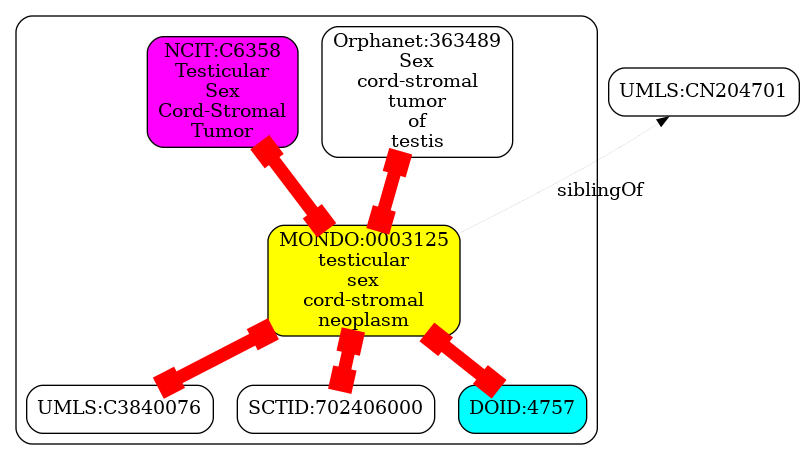 NCIT:C6358
Testicular
Sex
Cord-Stromal
Tumor
Orphanet:363489
Sex
cord-stromal
tumor
of
testis
UMLS:CN204701
siblingOf
MONDO:0003125
testicular
sex
cord-stromal
neoplasm
UMLS:C3840076
SCTID:702406000
DOID:4757